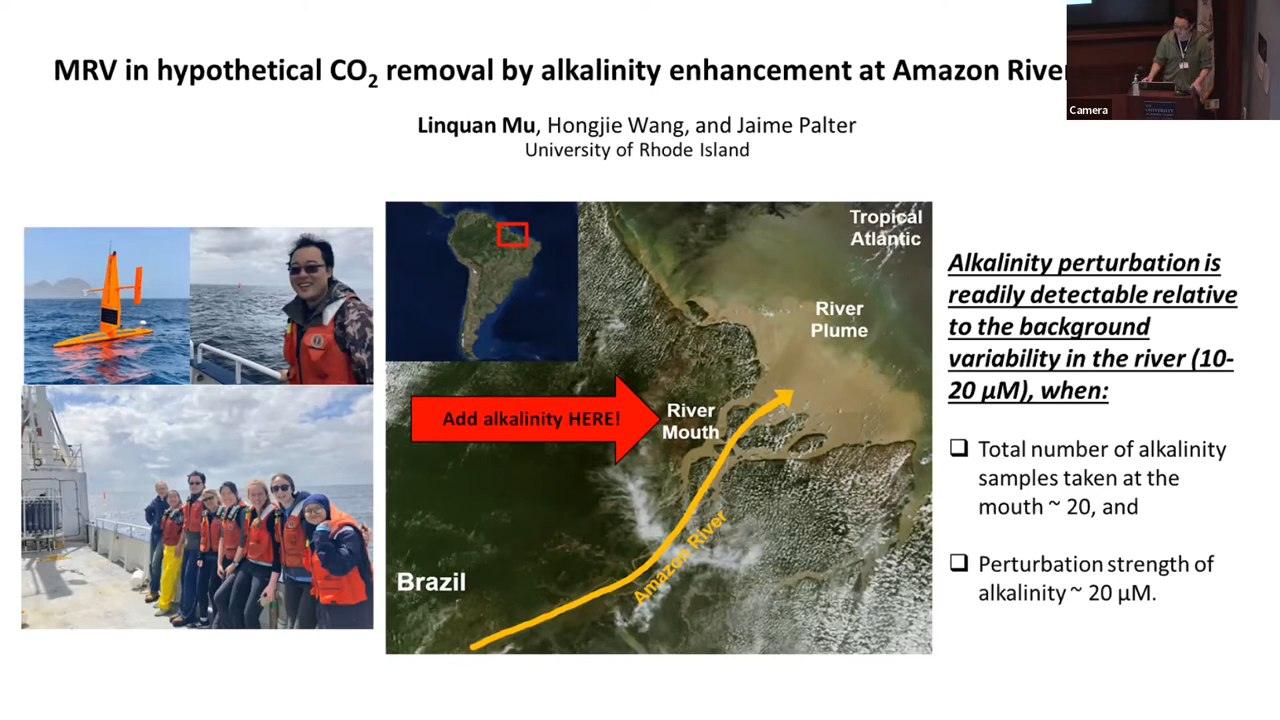 MRV in hypothetical CO2 removal by alkalinity enhancement at Amazon River
Camera
Linquan Mu, Hongjie Wang, and Jaime Palter
University of Rhode Island
Tropical
Atlantic
River
Plume
Add alkalinity HERE!
River
Mouth
Amazon River
Brazil
Alkalinity perturbation is
readily detectable relative
to the background
variability in the river (10-
20 µM), when:
Total number of alkalinity
samples taken at the
mouth ~ 20, and
Perturbation strength of
alkalinity ~ 20 µM.